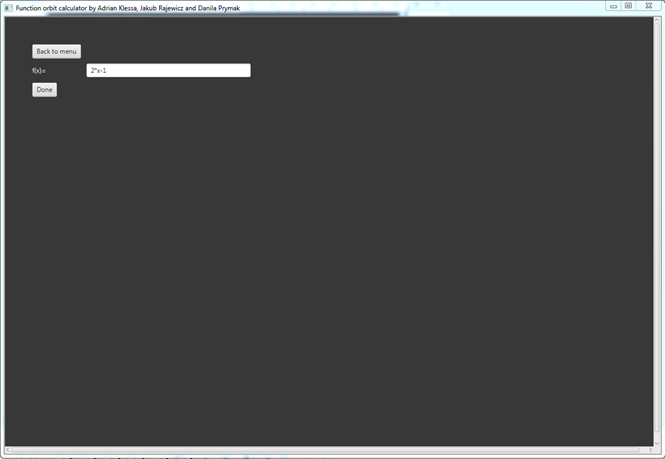 Function orbit calculator by Adrian Klessa, Jakub Rajewicz and Danila Prymak
Back to menu
f(x)= 2*x-1
Done